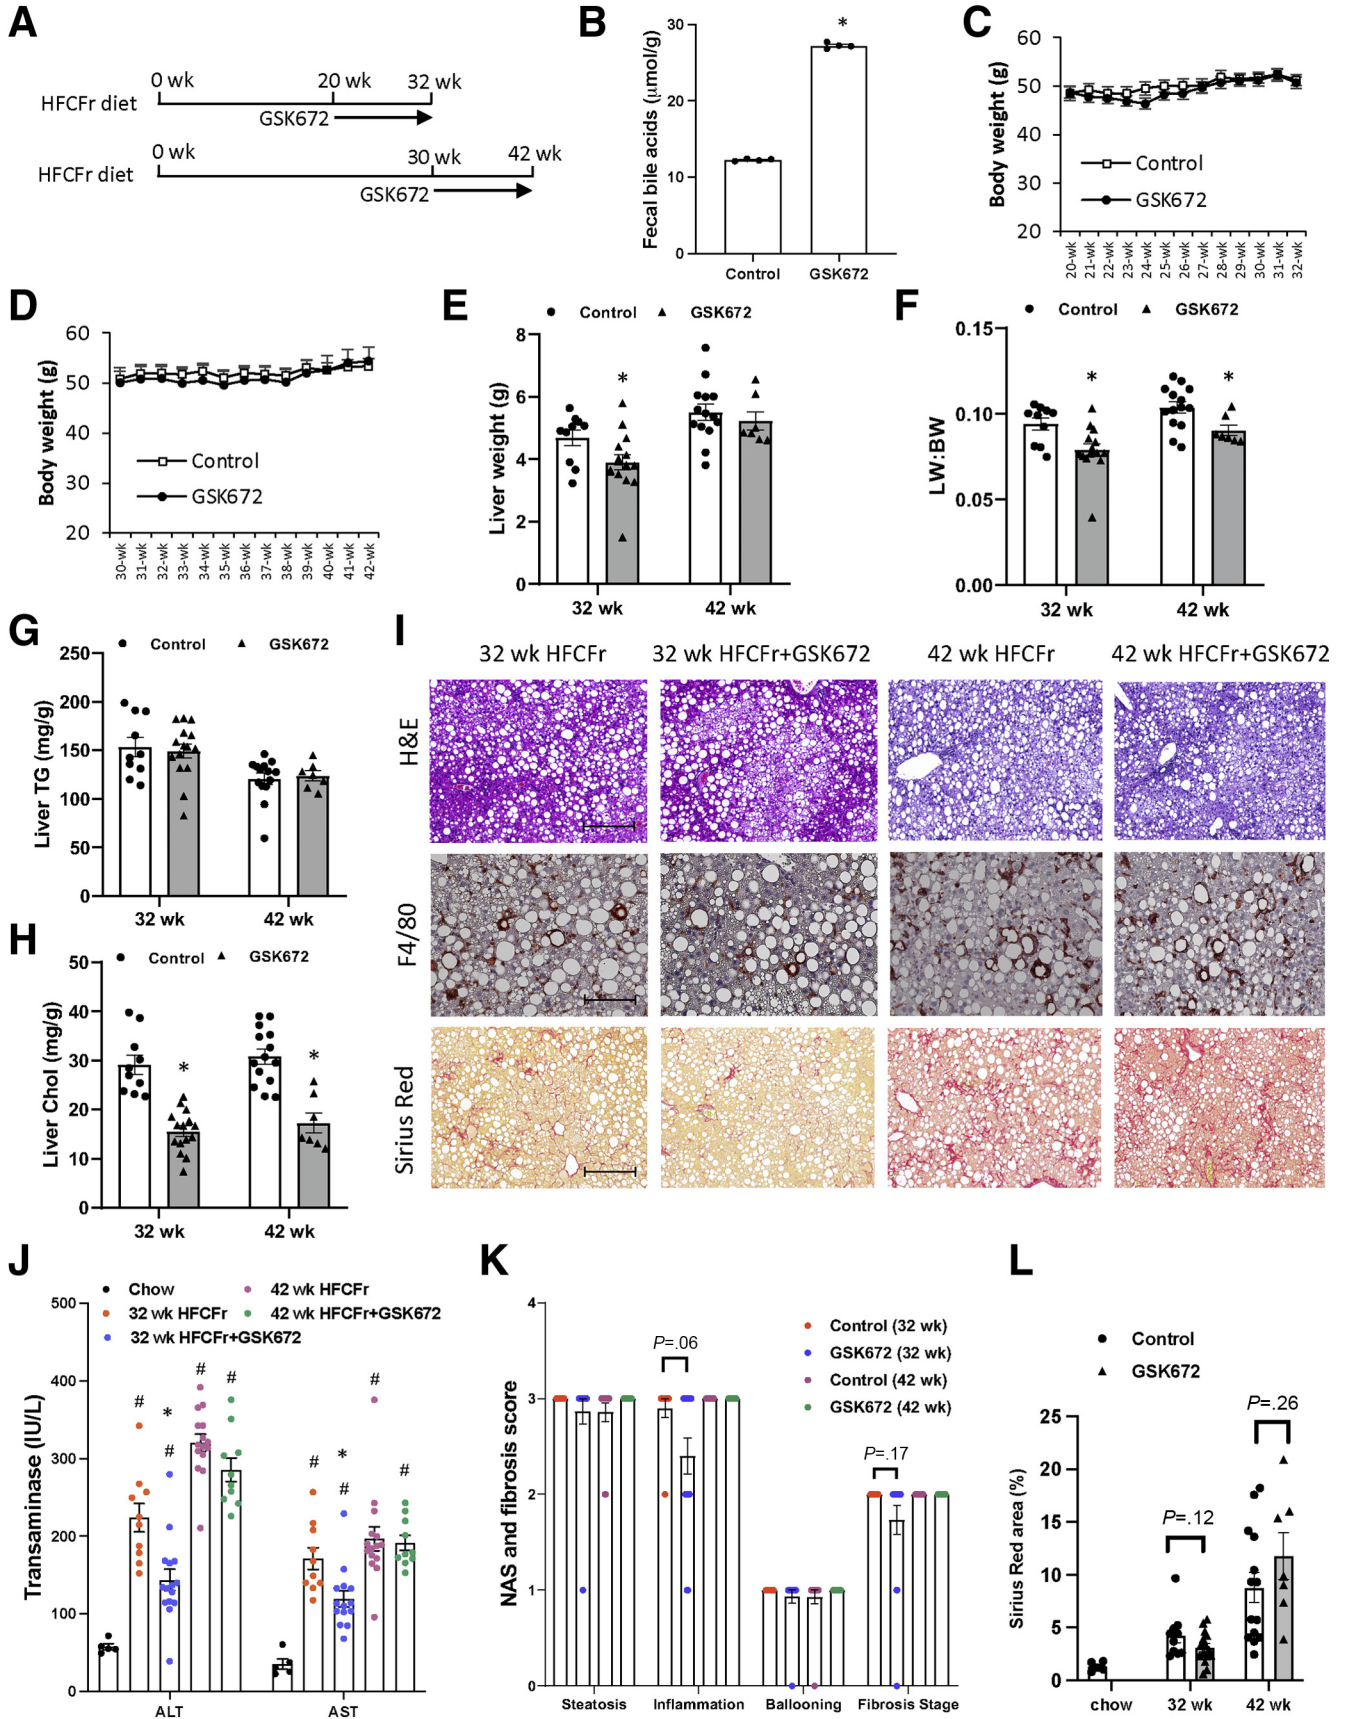 A
0 wk
20 wk
32 wk
HFCFr diet
GSK672
0 wk
30 wk
42 wk
HFCFr diet
GSK672
B
Fecal bile acids (μmol/g)
30
20
10
0
*
Control
GSK672
C
Body weight (g)
60
50
40
30
20
Control
GSK672
20-wk
21-wk
22-wk
23-wk
24-wk
25-wk
26-wk
27-wk
28-wk
29-wk
30-wk
31-wk
32-wk
D
Body weight (g)
60
50
40
30
20
Control
GSK672
30-wk
31-wk
32-wk
33-wk
34-wk
35-wk
36-wk
37-wk
38-wk
39-wk
40-wk
41-wk
42-wk
E
Control
GSK672
Liver weight (g)
8
6
4
2
0
*
32 wk
42 wk
F
Control
GSK672
LW:BW
0.15
0.10
0.05
0.00
*
*
32 wk
42 wk
G
Control
GSK672
Liver TG (mg/g)
250
200
150
100
50
0
32 wk
42 wk
H
Control
GSK672
Liver Chol (mg/g)
50
40
30
20
10
0
*
*
32 wk
42 wk
I
32 wk HFCFr
32 wk HFCFr+GSK672
42 wk HFCFr
42 wk HFCFr+GSK672
H&E
F4/80
Sirius Red
J
Chow
32 wk HFCFr
32 wk HFCFr+GSK672
42 wk HFCFr
42 wk HFCFr+GSK672
Transaminase (IU/L)
500
400
300
200
100
0
#
*
#
#
#
#
*
#
#
#
ALT
AST
K
NAS and fibrosis score
4
3
2
1
0
P=.06
P=.17
Control (32 wk)
GSK672 (32 wk)
Control (42 wk)
GSK672 (42 wk)
Steatosis
Inflammation
Ballooning
Fibrosis Stage
L
Control
GSK672
Sirius Red area (%)
25
20
15
10
5
0
P=.12
P=.26
chow
32 wk
42 wk